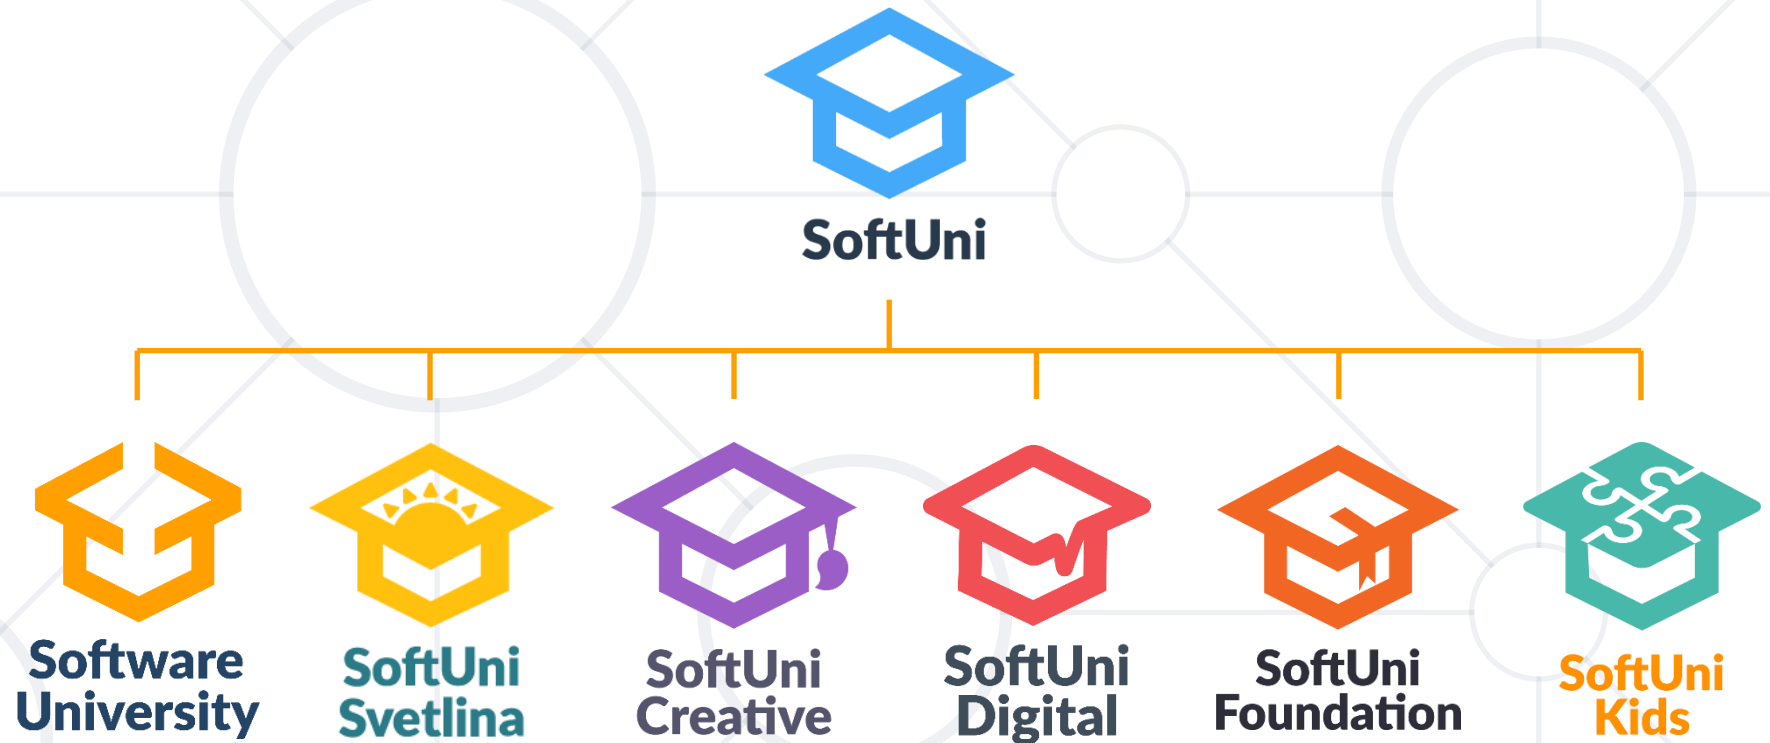 SoftUni
Software
University
SoftUni
Svetlina
SoftUni
Creative
SoftUni
Digital
SoftUni
Foundation
SoftUni
Kids